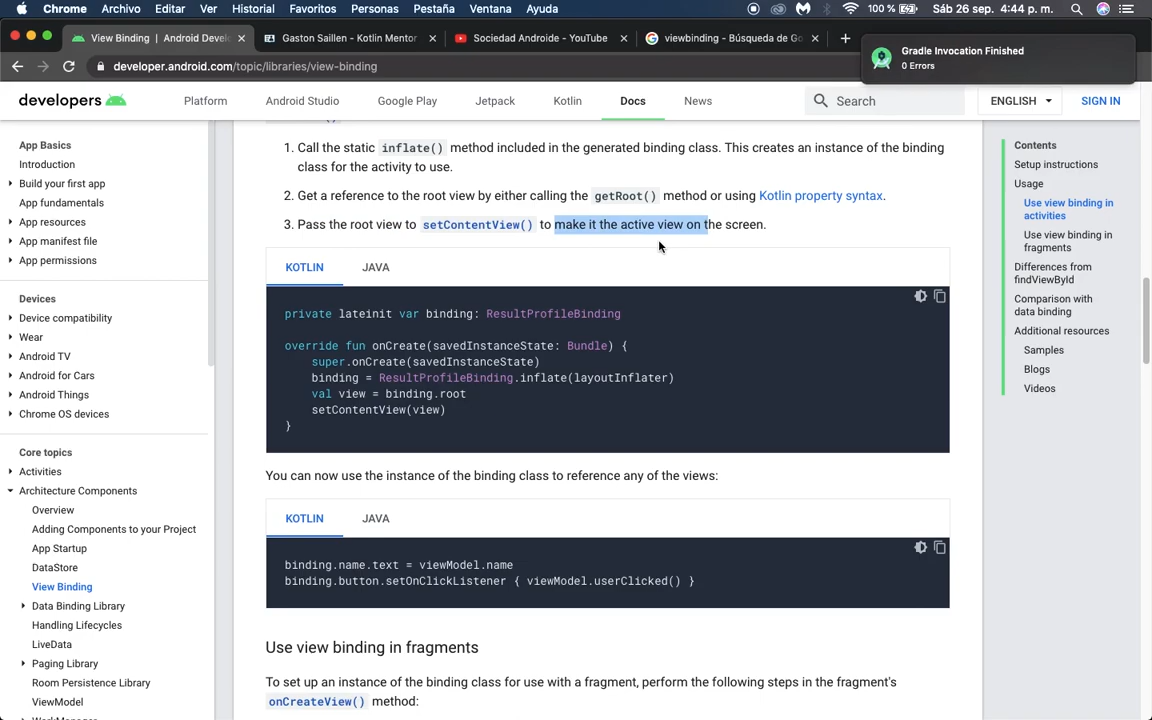 Chrome Archivo Editar Ver Historial Favoritos Personas Pestaña Ventana Ayuda 100 % Sáb 26 sep. 4:44 p. m.
View Binding | Android Devel
Gaston Saillen - Kotlin Mentor
Sociedad Androide - YouTube
viewbinding - Búsqueda de Go
Gradle Invocation Finished
0 Errors
developer.android.com/topic/libraries/view-binding
developers Platform Android Studio Google Play Jetpack Kotlin Docs News Search ENGLISH SIGN IN
App Basics
Introduction
Build your first app
App fundamentals
App resources
App manifest file
App permissions
Devices
Device compatibility
Wear
Android TV
Android for Cars
Android Things
Chrome OS devices
Core topics
Activities
Architecture Components
Overview
Adding Components to your Project
App Startup
DataStore
View Binding
Data Binding Library
Handling Lifecycles
LiveData
Paging Library
Room Persistence Library
ViewModel
1. Call the static inflate() method included in the generated binding class. This creates an instance of the binding
class for the activity to use.
2. Get a reference to the root view by either calling the getRoot() method or using Kotlin property syntax.
3. Pass the root view to setContentView() to make it the active view on the screen.
KOTLIN JAVA
private lateinit var binding: ResultProfileBinding
override fun onCreate(savedInstanceState: Bundle) {
super.onCreate(savedInstanceState)
binding = ResultProfileBinding.inflate(layoutInflater)
val view = binding.root
setContentView(view)
}
You can now use the instance of the binding class to reference any of the views:
KOTLIN JAVA
binding.name.text = viewModel.name
binding.button.setOnClickListener { viewModel.userClicked() }
Use view binding in fragments
To set up an instance of the binding class for use with a fragment, perform the following steps in the fragment's
onCreateView() method:
Contents
Setup instructions
Usage
Use view binding in
activities
Use view binding in
fragments
Differences from
findViewById
Comparison with
data binding
Additional resources
Samples
Blogs
Videos